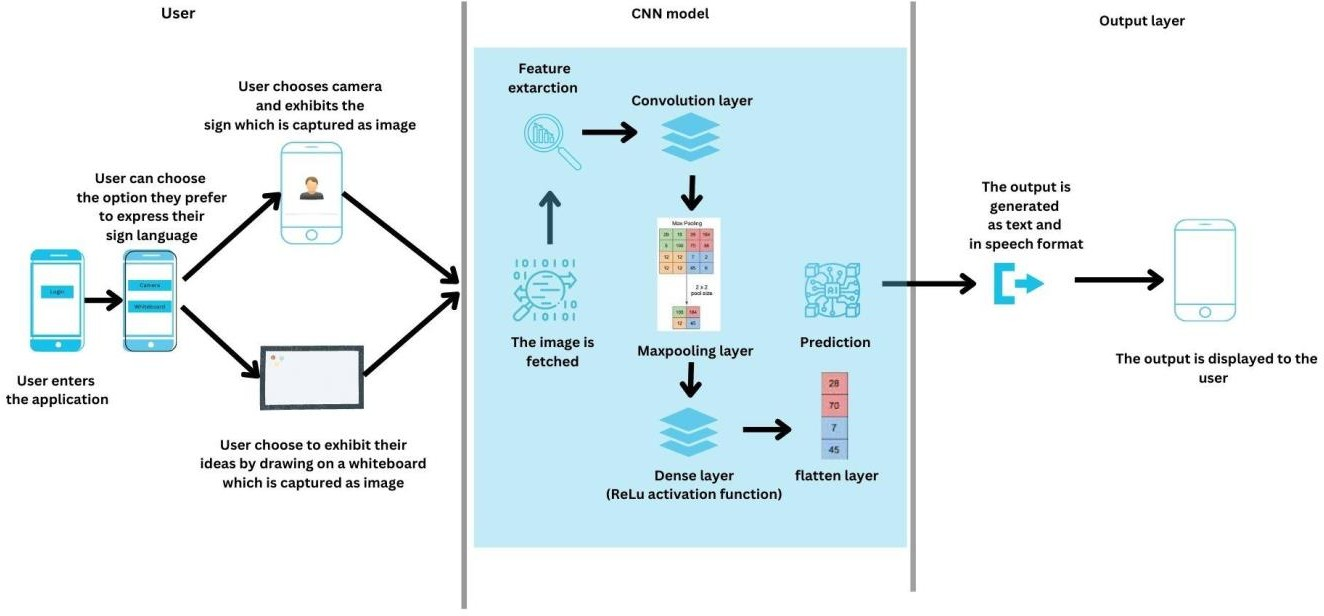 User
CNN model
Output layer
User chooses camera
and exhibits the
sign which is captured as image
User can choose
the option they prefer
to express their
sign language
Login
Camera
Whiteboard
User enters
the application
User choose to exhibit their
ideas by drawing on a whiteboard
which is captured as image
Feature
extarction
Convolution layer
Max Pooling
2 x 2
pool size
Maxpooling layer
1010101
01
10
10101
The image is
fetched
Dense layer
(ReLu activation function)
AI
Prediction
28
70
7
45
flatten layer
The output is
generated
as text and
in speech format
The output is displayed to the
user